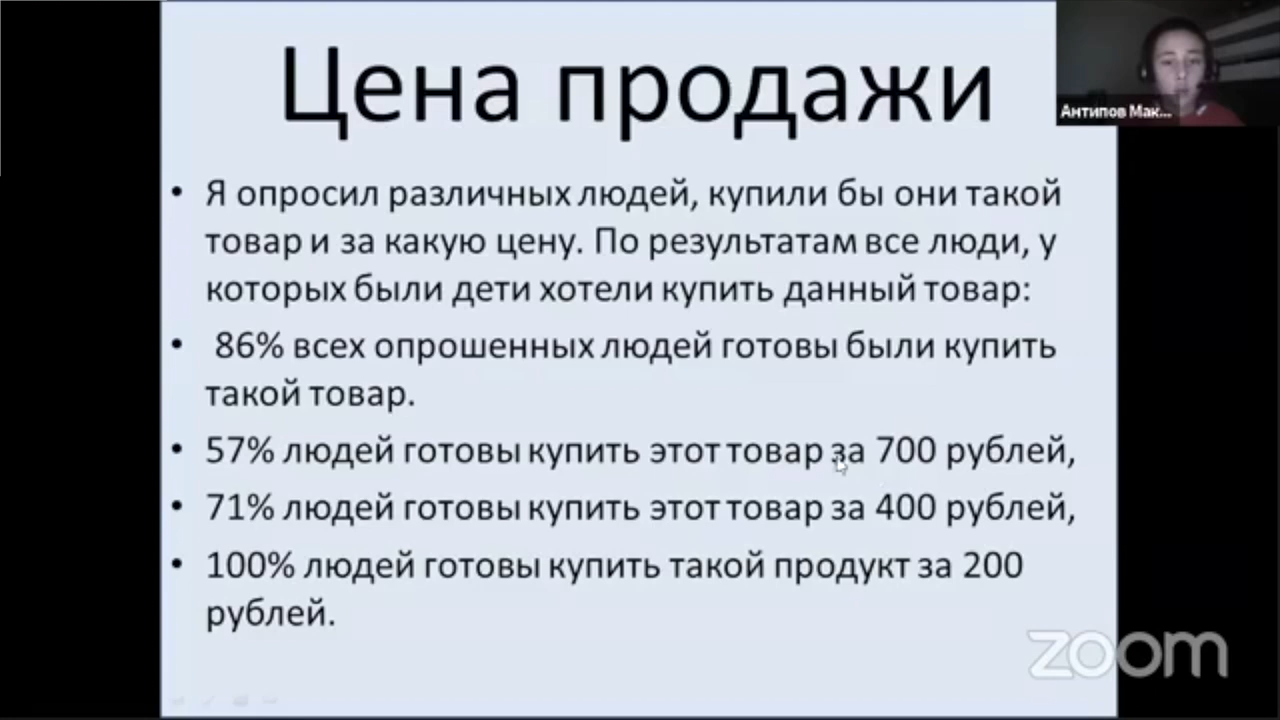 Цена продажи
Антипов Мак...
• Я опросил различных людей, купили бы они такой
товар и за какую цену. По результатам все люди, у
которых были дети хотели купить данный товар:
• 86% всех опрошенных людей готовы были купить
такой товар.
• 57% людей готовы купить этот товар за 700 рублей,
• 71% людей готовы купить этот товар за 400 рублей,
• 100% людей готовы купить такой продукт за 200
рублей.
zoom